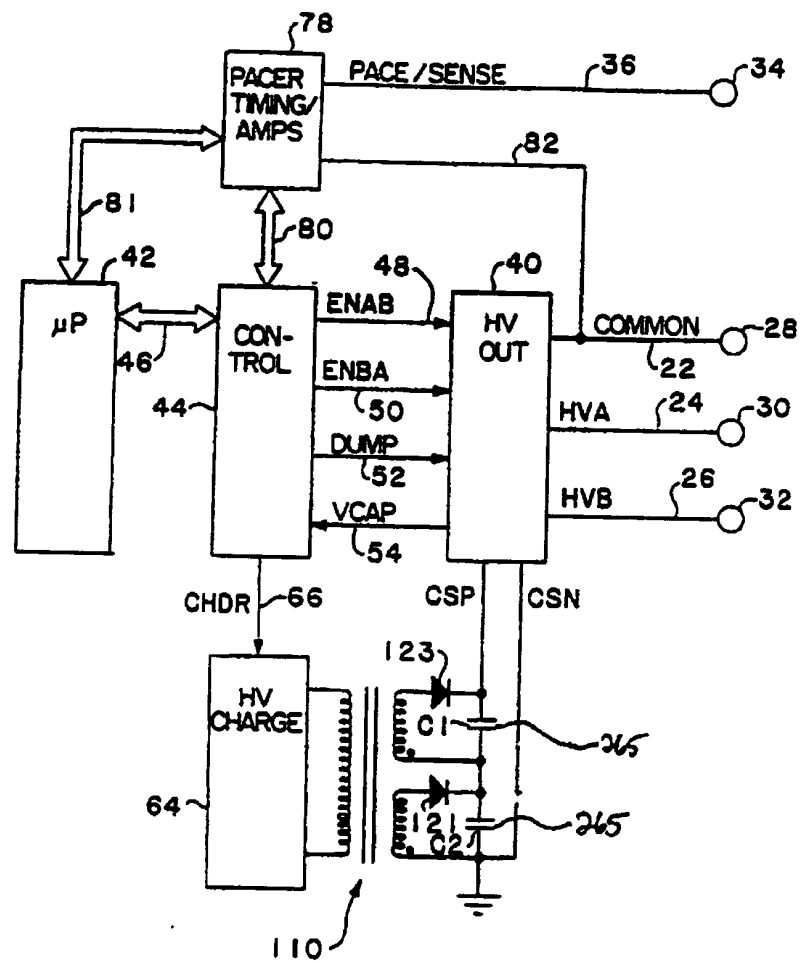 78
PACER
TIMING/
AMPS
PACE/SENSE
36
34
82
81
80
42
µP
46
CON-
TROL
44
ENAB
48
40
HV
OUT
COMMON
28
22
ENBA
50
HVA
24
30
DUMP
52
HVB
26
32
VCAP
54
CHDR
66
CSP
CSN
123
HV
CHARGE
C1
265
64
121
C2
265
110